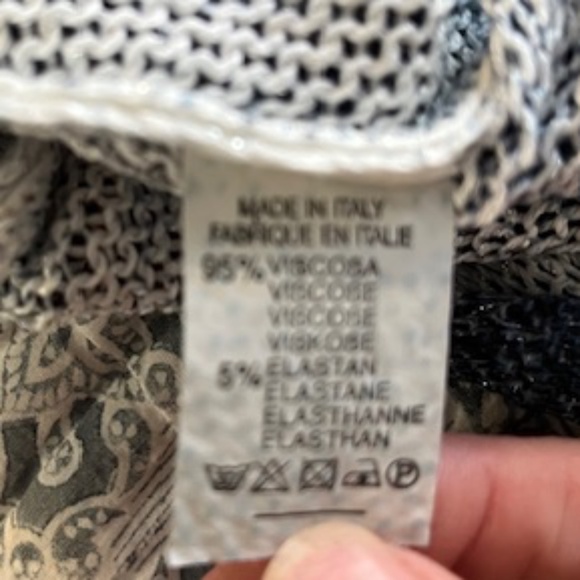 MADE IN ITALY
FABRIQUE EN ITALIE
95% VISCOSA
VISCOSE
VISCOSE
VISKOSE
5% ELASTAN
ELASTANE
ELASTHANNE
ELASTHAN
P